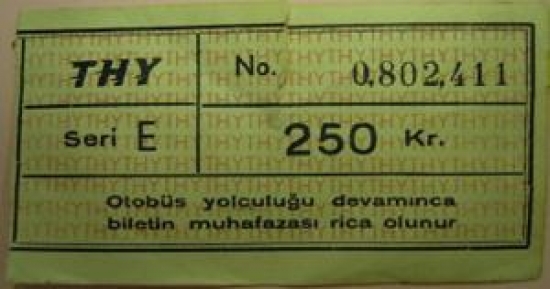 THY No. 0,802,411
Seri E 250 Kr.
Otobüs yolculuğu devamınca
biletin muhafazası rica olunur